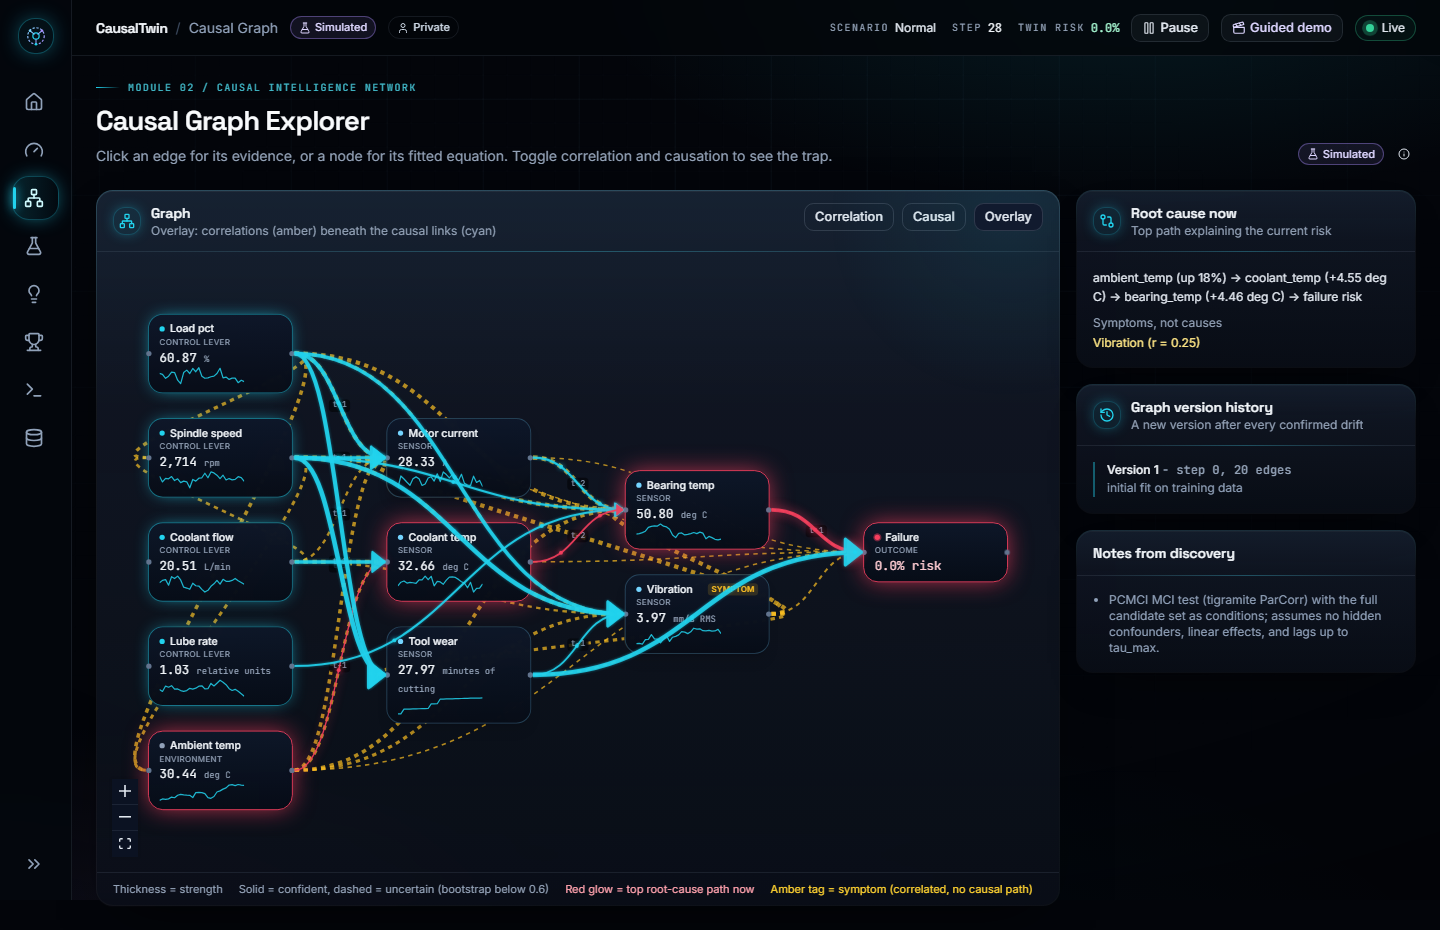 CausalTwin / Causal Graph Simulated Private SCENARIO Normal STEP 28 TWIN RISK 0.0% Pause Guided demo Live
MODULE 02 / CAUSAL INTELLIGENCE NETWORK
Causal Graph Explorer
Click an edge for its evidence, or a node for its fitted equation. Toggle correlation and causation to see the trap.
Simulated
Graph
Overlay: correlations (amber) beneath the causal links (cyan)
Correlation Causal Overlay
Load pct
CONTROL LEVER
60.87 %
Spindle speed
CONTROL LEVER
2,714 rpm
Coolant flow
CONTROL LEVER
20.51 L/min
Lube rate
CONTROL LEVER
1.03 relative units
Ambient temp
ENVIRONMENT
30.44 deg C
Motor current
SENSOR
28.33
Coolant temp
SENSOR
32.66 deg C
Tool wear
SENSOR
27.97 minutes of
cutting
Bearing temp
SENSOR
50.80 deg C
Vibration SYMPTOM
SENSOR
3.97 mm/s RMS
Failure
OUTCOME
0.0% risk
t-1
t-1
t-1
t-2
t-2
t-1
t-1
Thickness = strength Solid = confident, dashed = uncertain (bootstrap below 0.6) Red glow = top root-cause path now Amber tag = symptom (correlated, no causal path)
Root cause now
Top path explaining the current risk
ambient_temp (up 18%) → coolant_temp (+4.55 deg
C) → bearing_temp (+4.46 deg C) → failure risk
Symptoms, not causes
Vibration (r = 0.25)
Graph version history
A new version after every confirmed drift
Version 1 - step 0, 20 edges
initial fit on training data
Notes from discovery
• PCMCI MCI test (tigramite ParCorr) with the full
candidate set as conditions; assumes no hidden
confounders, linear effects, and lags up to
tau_max.